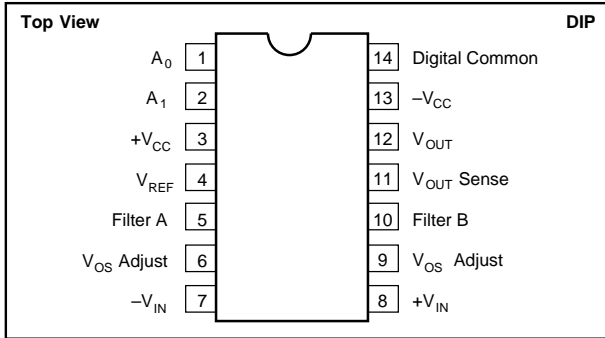 Top View DIP
A0 1 14 Digital Common
A1 2 13 –VCC
+VCC 3 12 VOUT
VREF 4 11 VOUT Sense
Filter A 5 10 Filter B
VOS Adjust 6 9 VOS Adjust
–VIN 7 8 +VIN